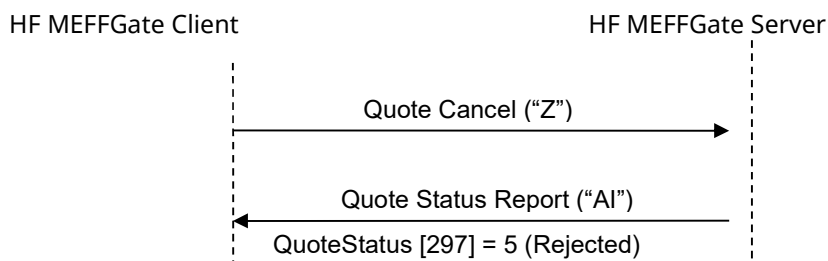 HF MEFFGate Client
HF MEFFGate Server
Quote Cancel (“Z”)
Quote Status Report (“AI”)
QuoteStatus [297] = 5 (Rejected)